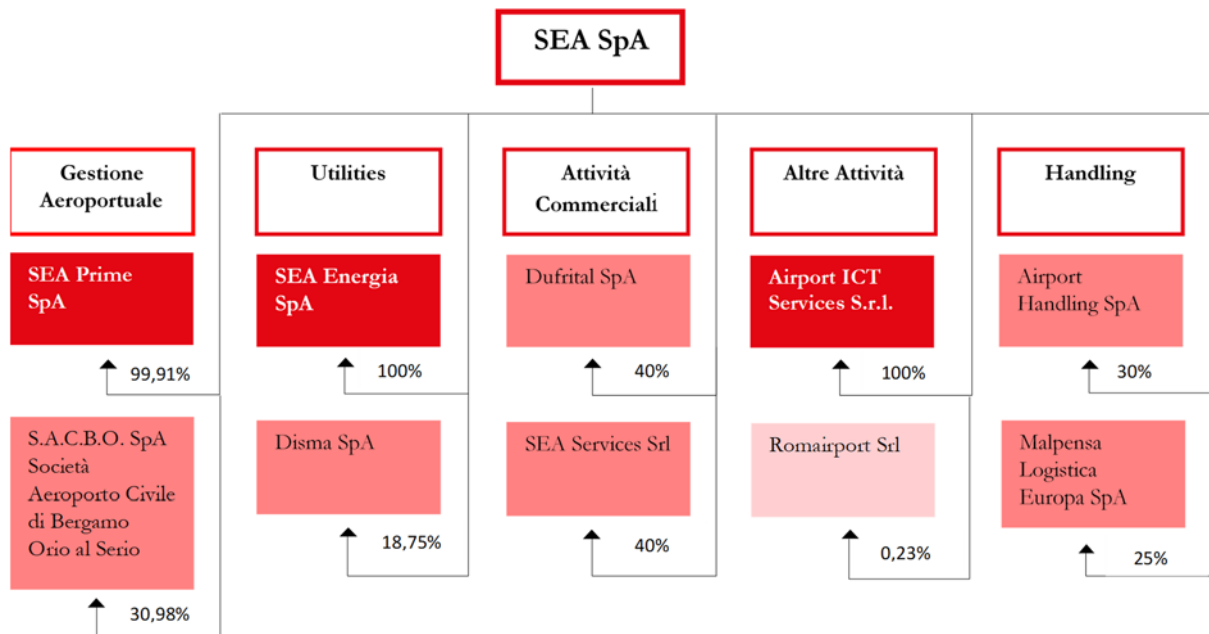 SEA SpA
Gestione
Aeroportuale
Utilities
Attività
Commerciali
Altre Attività
Handling
SEA Prime
SpA
SEA Energia
SpA
Dufrital SpA
Airport ICT
Services S.r.l.
Airport
Handling SpA
99,91%
100%
40%
100%
30%
S.A.C.B.O. SpA
Società
Aeroporto Civile
di Bergamo
Orio al Serio
Disma SpA
SEA Services Srl
Romairport Srl
Malpensa
Logistica
Europa SpA
30,98%
18,75%
40%
0,23%
25%